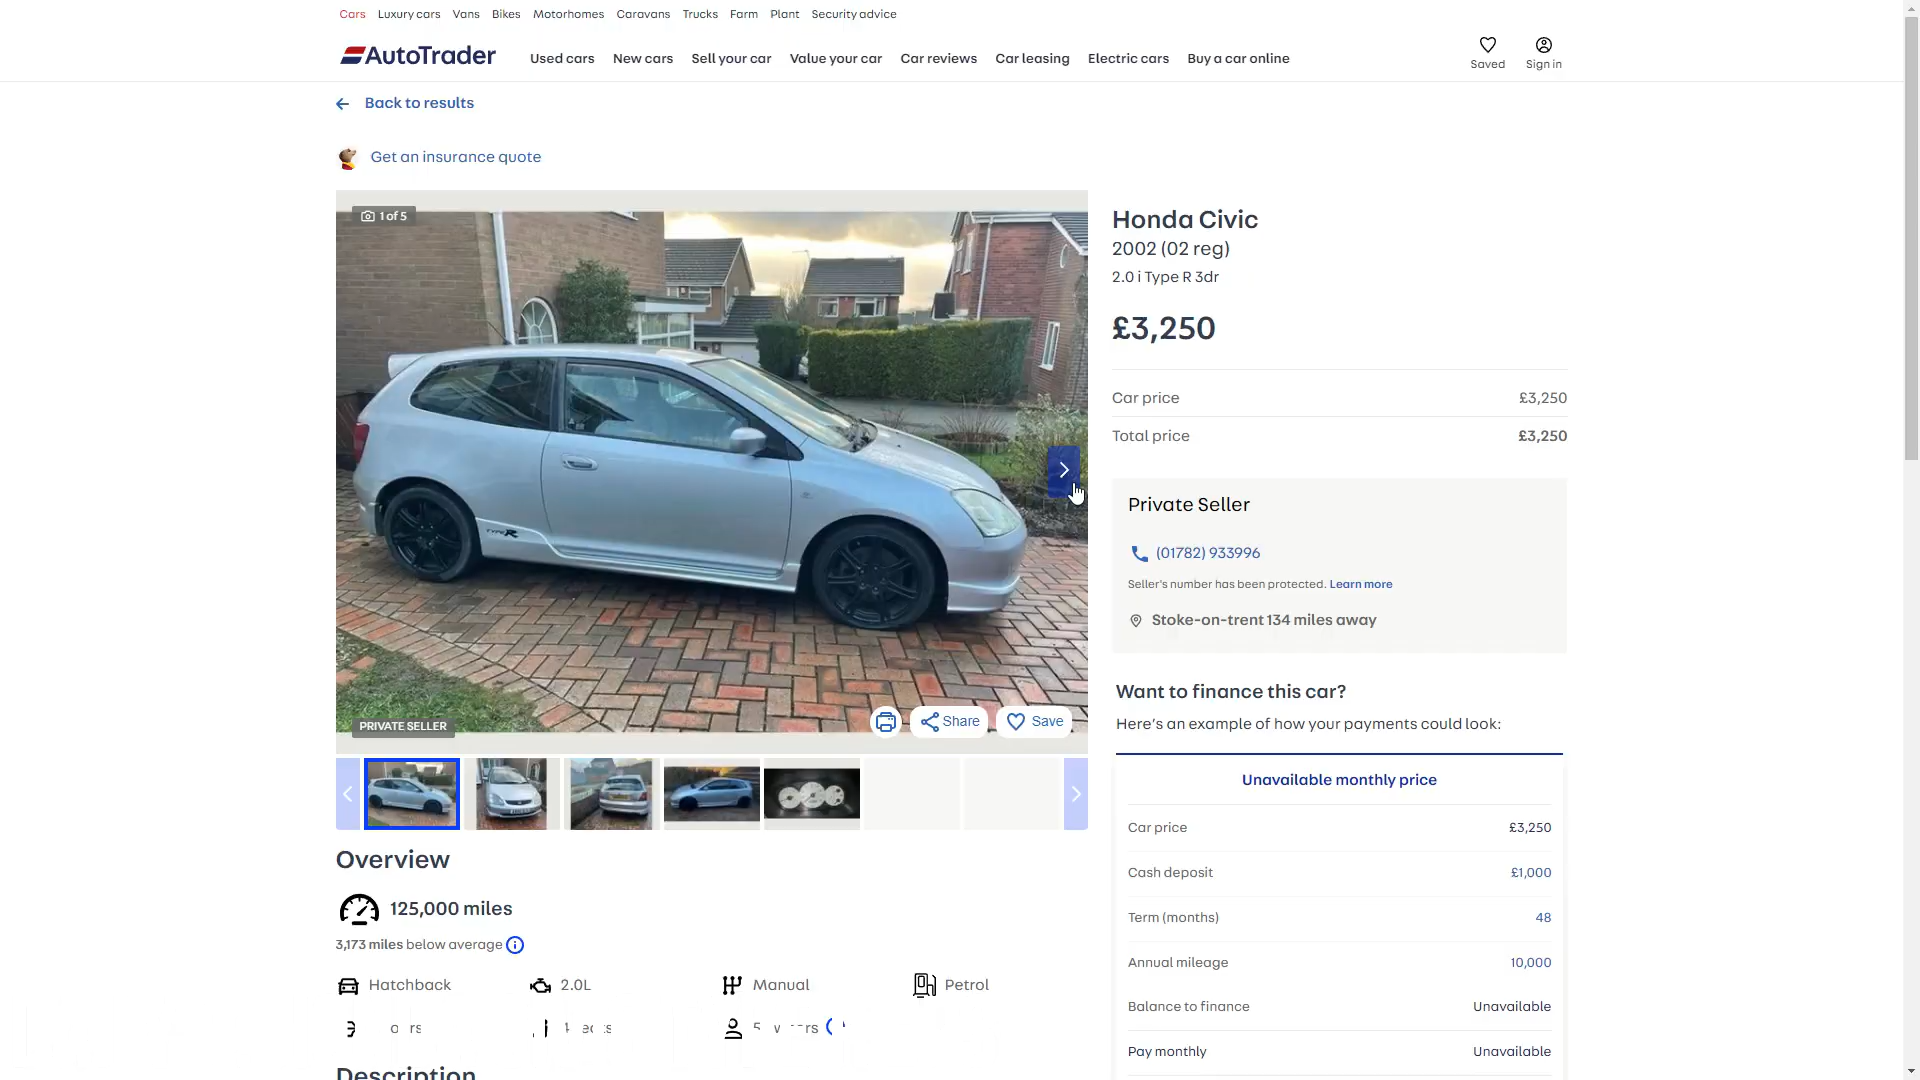 Cars Luxury cars Vans Bikes Motorhomes Caravans Trucks Farm Plant Security advice
AutoTrader Used cars New cars Sell your car Value your car Car reviews Car leasing Electric cars Buy a car online Saved Sign in
Back to results
Get an insurance quote
1 of 5
TYPE R
PRIVATE SELLER
Share
Save
Honda Civic
2002 (02 reg)
2.0 i Type R 3dr
£3,250
Car price £3,250
Total price £3,250
Private Seller
(01782) 933996
Seller's number has been protected. Learn more
Stoke-on-trent 134 miles away
Want to finance this car?
Here's an example of how your payments could look:
Unavailable monthly price
Car price £3,250
Cash deposit £1,000
Term (months) 48
Annual mileage 10,000
Balance to finance Unavailable
Pay monthly Unavailable
Overview
125,000 miles
3,173 miles below average
Hatchback 2.0L Manual Petrol
Description